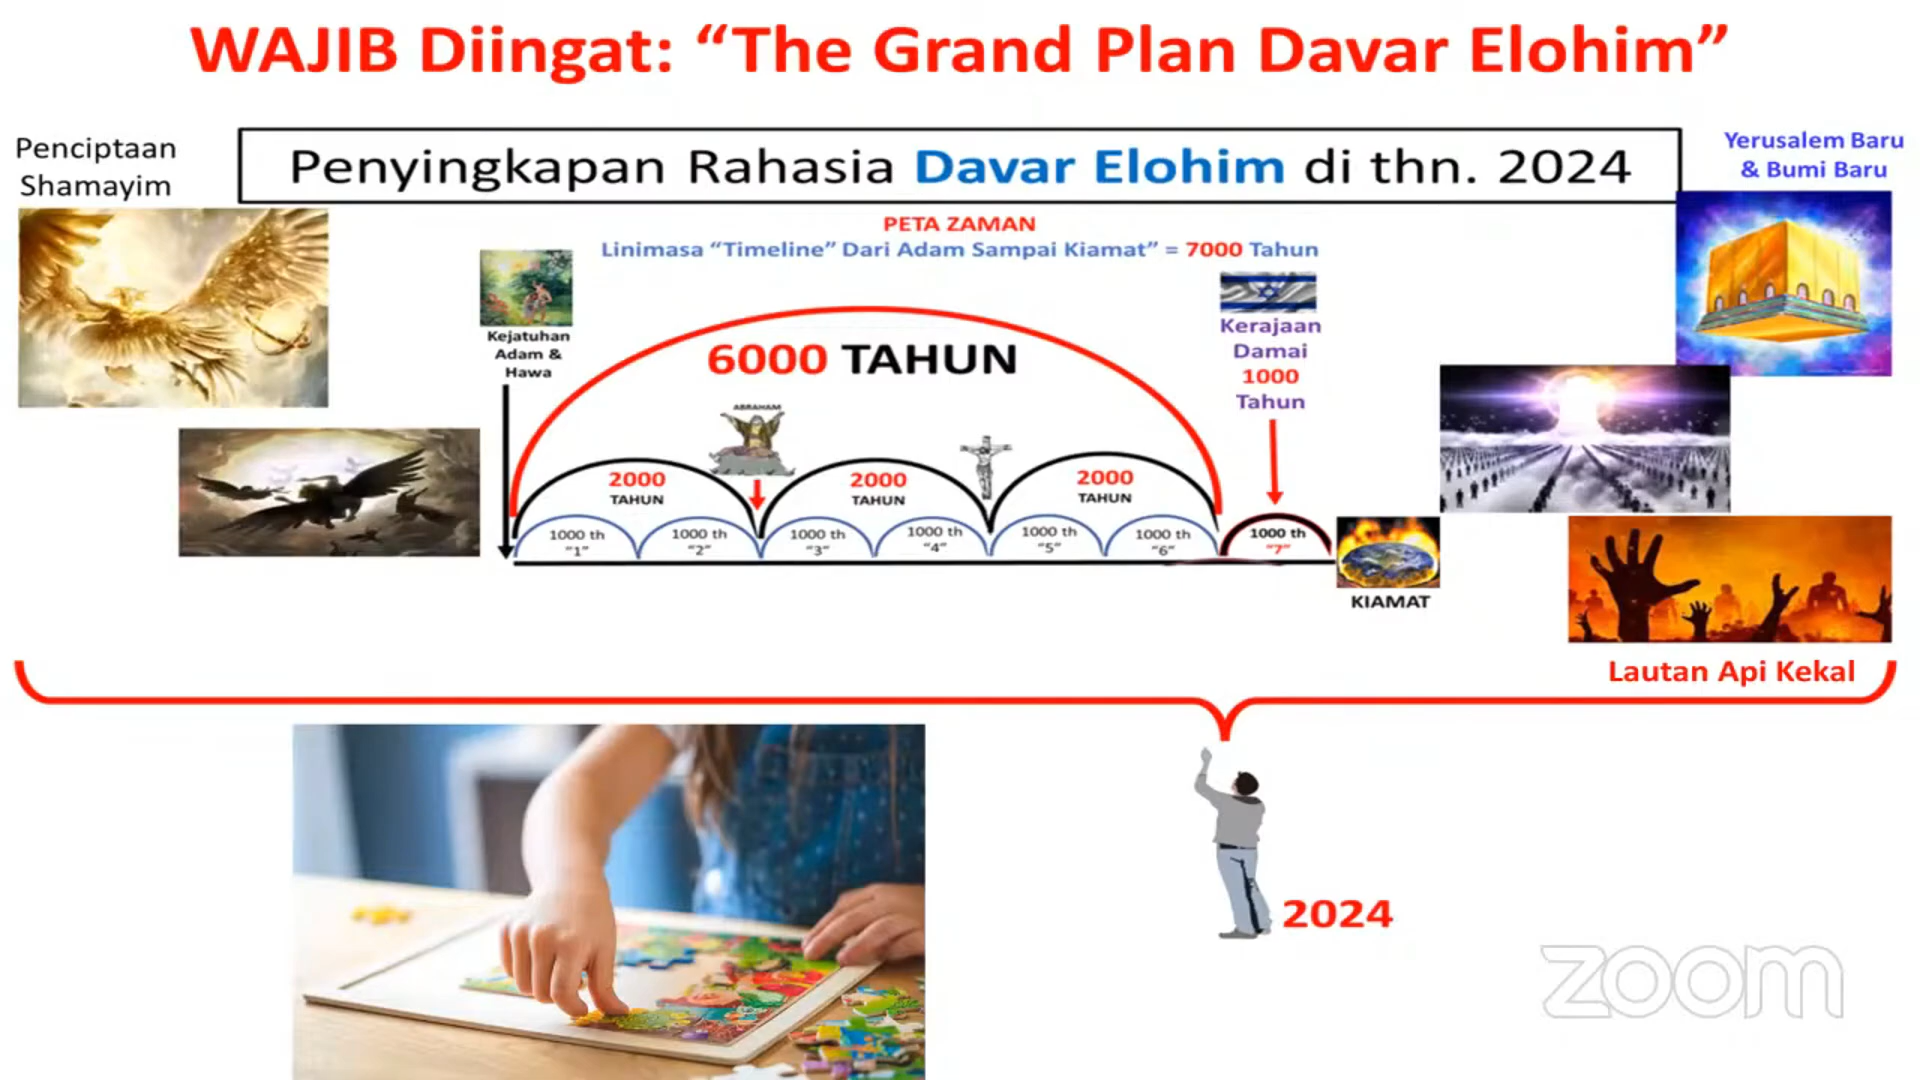 WAJIB Diingat: “The Grand Plan Davar Elohim”
Penciptaan
Shamayim
Penyingkapan Rahasia Davar Elohim di thn. 2024
Yerusalem Baru
& Bumi Baru
PETA ZAMAN
Linimasa “Timeline” Dari Adam Sampai Kiamat” = 7000 Tahun
Kejatuhan
Adam &
Hawa
6000 TAHUN
Kerajaan
Damai
1000
Tahun
ABRAHAM
2000
TAHUN
2000
TAHUN
2000
TAHUN
1000 th
“1”
1000 th
“2”
1000 th
“3”
1000 th
“4”
1000 th
“5”
1000 th
“6”
1000 th
“7”
KIAMAT
Lautan Api Kekal
2024
zoom